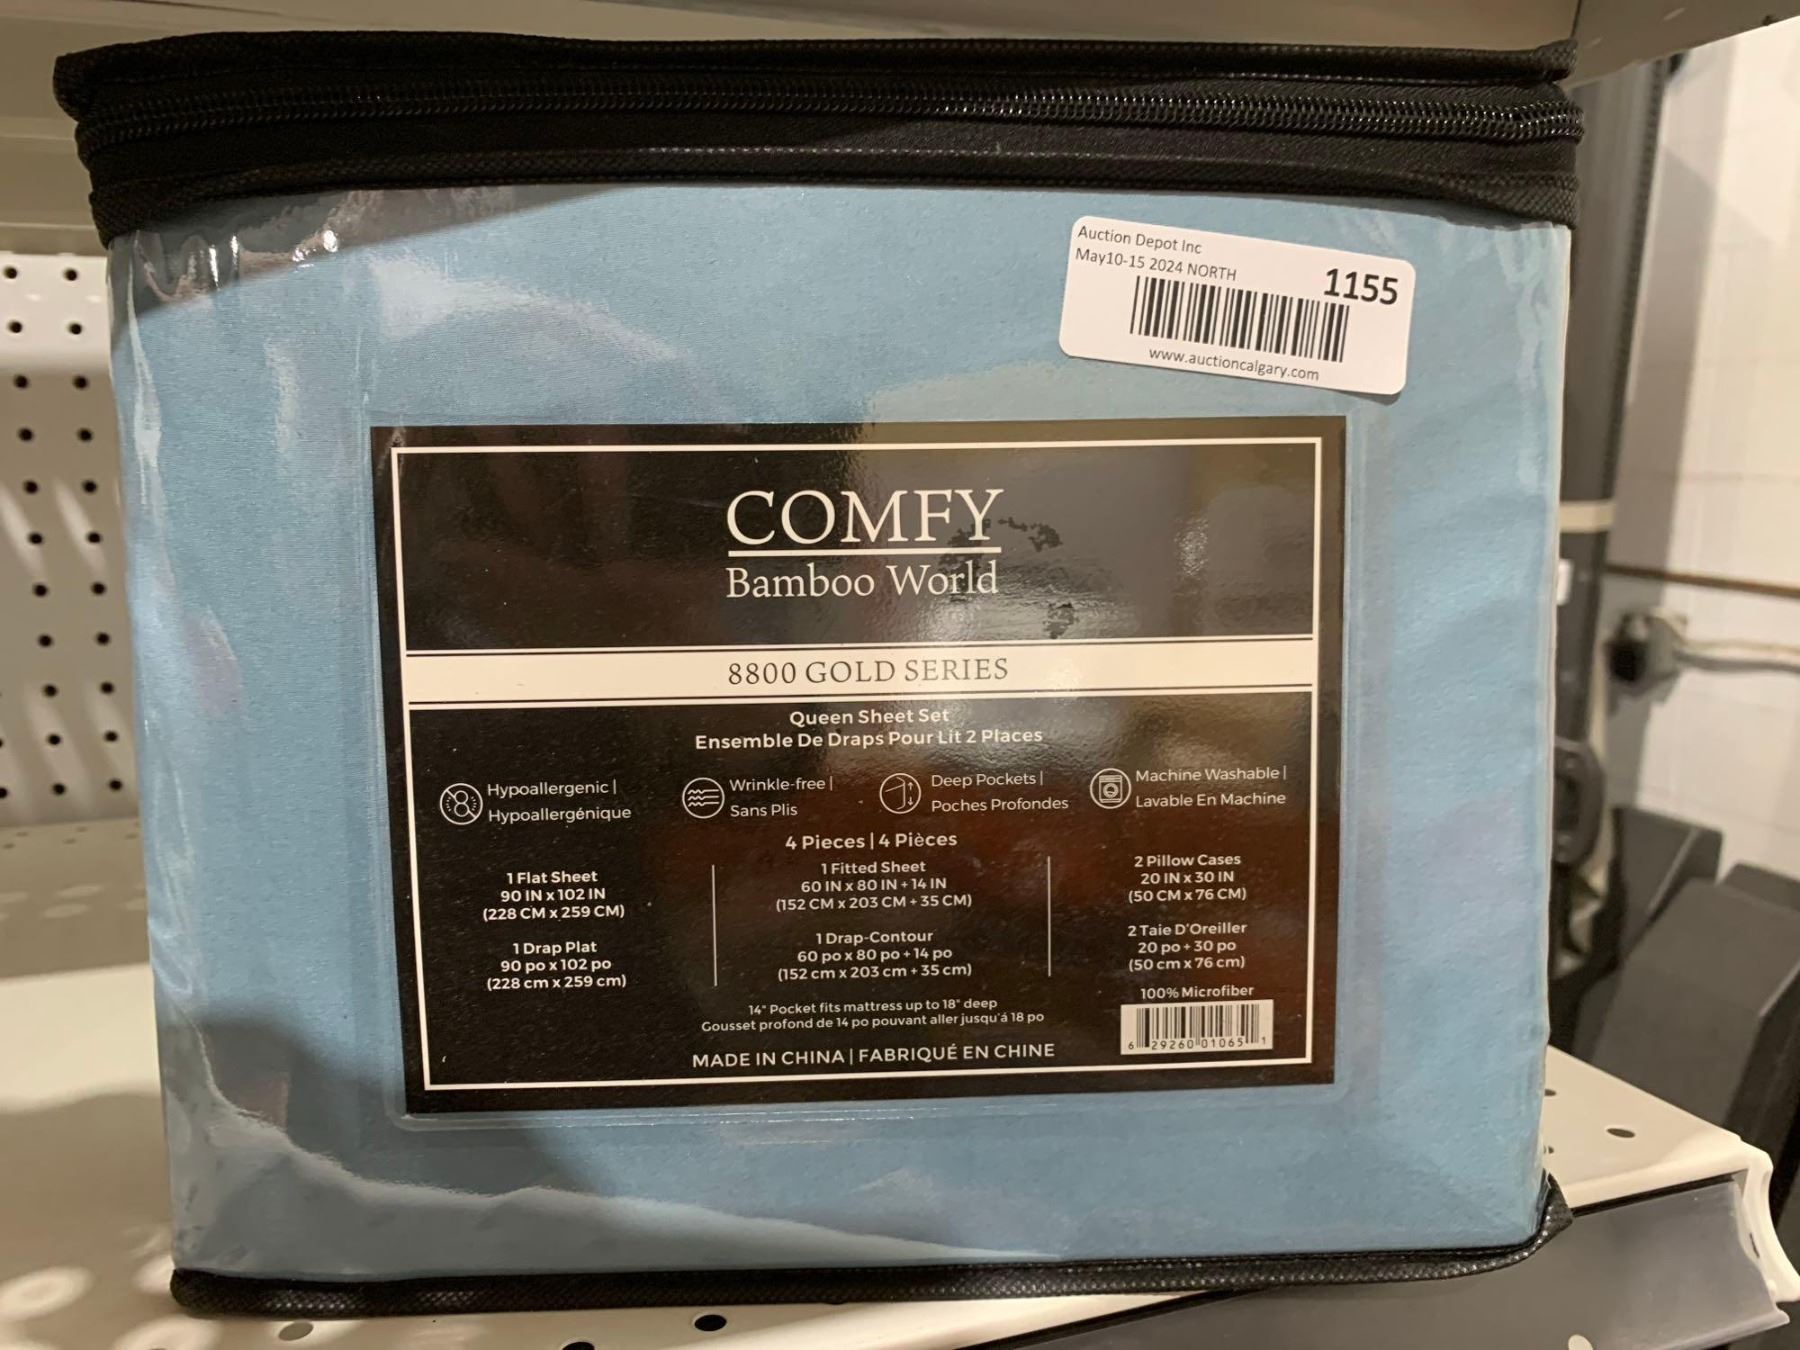 Auction Depot Inc
May10-15 2024 NORTH
1155
www.auctioncalgary.com
COMFY
Bamboo World
8800 GOLD SERIES
Queen Sheet Set
Ensemble De Draps Pour Lit 2 Places
Hypoallergenic |
Hypoallergénique
Wrinkle-free |
Sans Plis
Deep Pockets |
Poches Profondes
Machine Washable |
Lavable En Machine
4 Pieces | 4 Pièces
1 Flat Sheet
90 IN x 102 IN
(228 CM x 259 CM)
1 Drap Plat
90 po x 102 po
(228 cm x 259 cm)
1 Fitted Sheet
60 IN x 80 IN + 14 IN
(152 CM x 203 CM + 35 CM)
1 Drap-Contour
60 po x 80 po + 14 po
(152 cm x 203 cm + 35 cm)
2 Pillow Cases
20 IN x 30 IN
(50 CM x 76 CM)
2 Taie D'Oreiller
20 po + 30 po
(50 cm x 76 cm)
14" Pocket fits mattress up to 18" deep
Gousset profond de 14 po pouvant aller jusqu'á 18 po
MADE IN CHINA | FABRIQUÉ EN CHINE
100% Microfiber
6 29260 01065 1